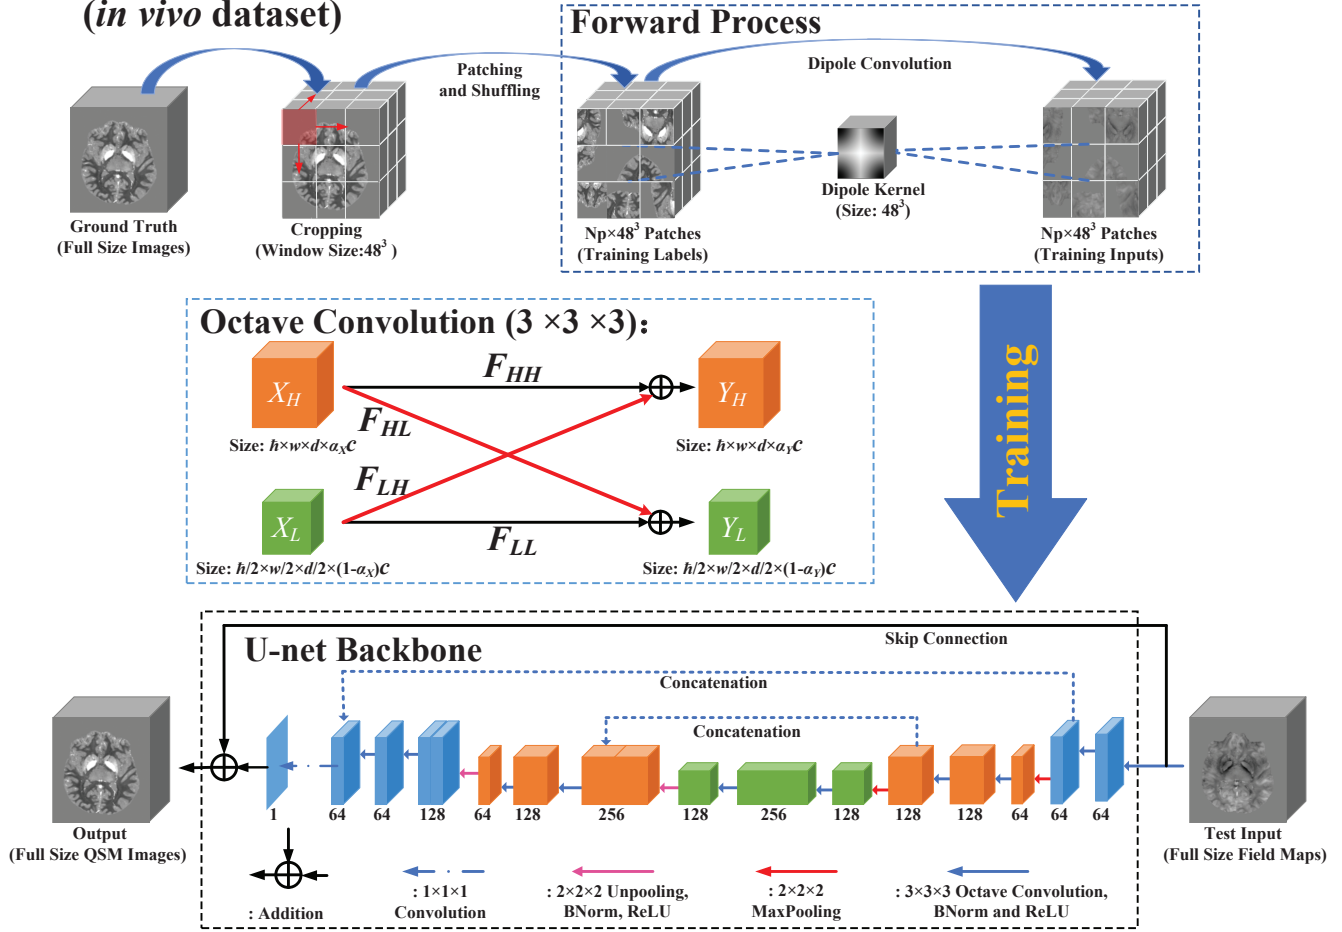 (in vivo dataset)
Forward Process
Patching
and Shuffling
Dipole Convolution
Ground Truth
(Full Size Images)
Cropping
(Window Size:48³ )
Np×48³ Patches
(Training Labels)
Dipole Kernel
(Size: 48³)
Np×48³ Patches
(Training Inputs)
Octave Convolution (3 ×3 ×3):
X_H
F_HH
Y_H
F_HL
Size: h×w×d×α_Xc
Size: h×w×d×α_Yc
F_LH
X_L
F_LL
Y_L
Size: h/2×w/2×d/2×(1-α_X)c
Size: h/2×w/2×d/2×(1-α_Y)c
Training
U-net Backbone
Skip Connection
Concatenation
Concatenation
1
64
64
128
64
128
256
128
256
128
128
128
64
64
64
Output
(Full Size QSM Images)
Test Input
(Full Size Field Maps)
: Addition
: 1×1×1
Convolution
: 2×2×2 Unpooling,
BNorm, ReLU
: 2×2×2
MaxPooling
: 3×3×3 Octave Convolution,
BNorm and ReLU